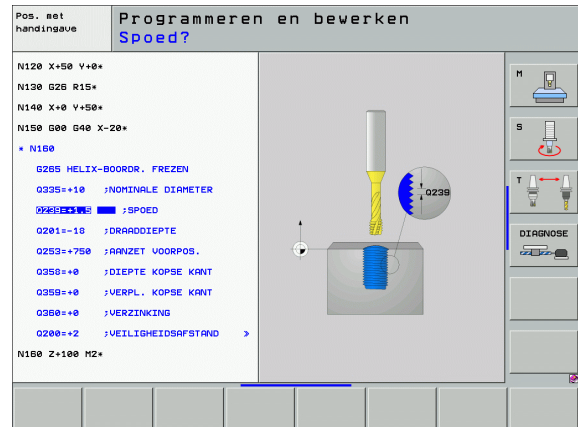 Pos. met
handingave
Programmeren en bewerken
Spoed?
N120 X+50 Y+0*
N130 G26 R15*
N140 X+0 Y+50*
N150 G00 G40 X-20*
* N160
G265 HELIX-BOORDR. FREZEN
Q335=+10 ;NOMINALE DIAMETER
Q239=+1.5 ;SPOED
Q201=-18 ;DRAADDIEPTE
Q253=+750 ;AANZET VOORPOS.
Q358=+0 ;DIEPTE KOPSE KANT
Q359=+0 ;VERPL. KOPSE KANT
Q360=+0 ;VERZINKING
Q200=+2 ;VEILIGHEIDSAFSTAND »
N160 Z+100 M2*
Q239
M
S
T
DIAGNOSE